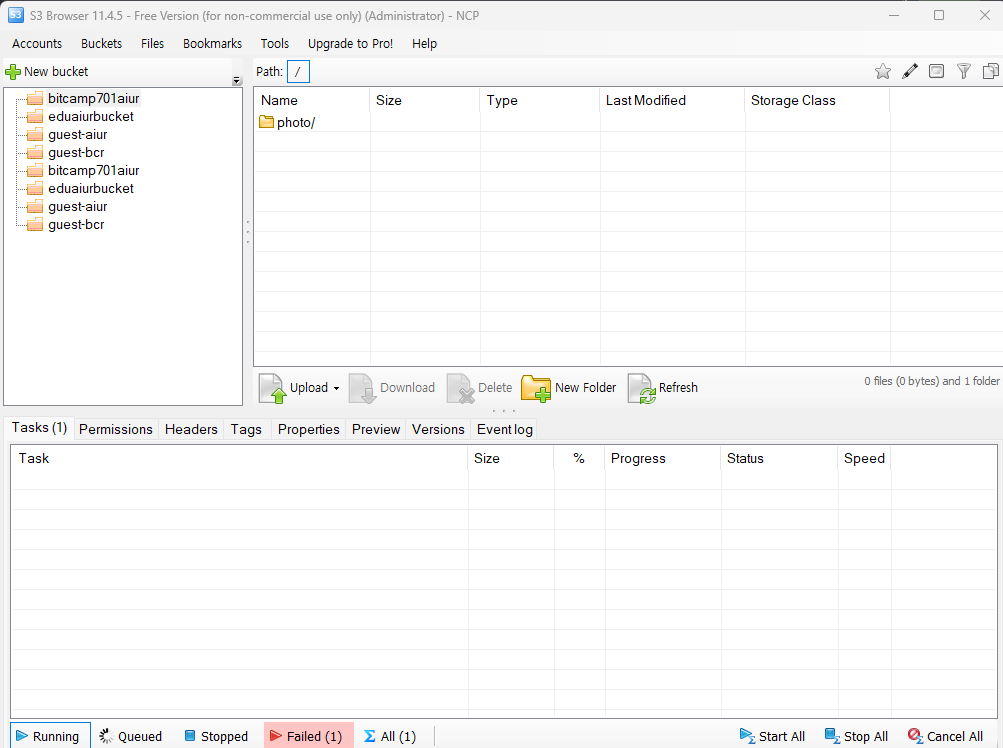 S3 Browser 11.4.5 - Free Version (for non-commercial use only) (Administrator) - NCP
Accounts Buckets Files Bookmarks Tools Upgrade to Pro! Help
New bucket
bitcamp701aiur
eduaiurbucket
guest-aiur
guest-bcr
bitcamp701aiur
eduaiurbucket
guest-aiur
guest-bcr
Path: /
Name Size Type Last Modified Storage Class
photo/
Upload Download Delete New Folder Refresh
0 files (0 bytes) and 1 folder
Tasks (1) Permissions Headers Tags Properties Preview Versions Event log
Task Size % Progress Status Speed
Running Queued Stopped Failed (1) All (1) Start All Stop All Cancel All